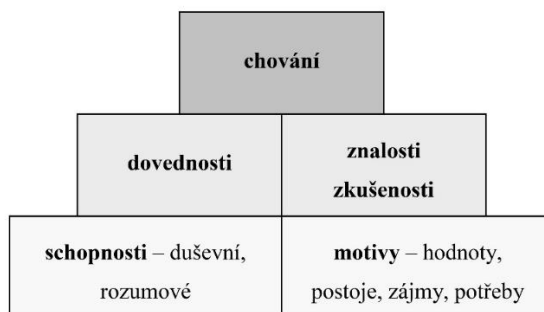 chování
dovednosti
znalosti
zkušenosti
schopnosti – duševní,
rozumové
motivy – hodnoty,
postoje, zájmy, potřeby